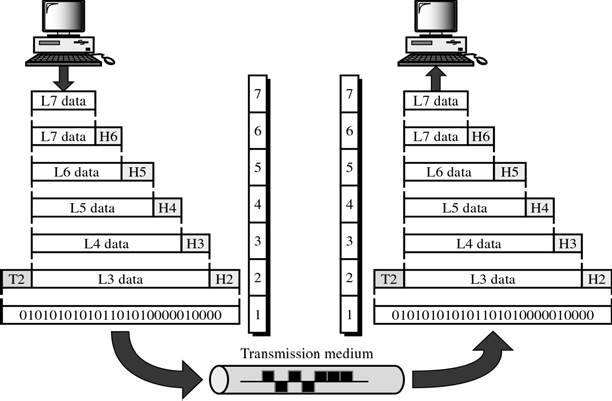 L7 data 7 7 L7 data
L7 data H6 6 6 L7 data H6
L6 data H5 5 5 L6 data H5
L5 data H4 4 4 L5 data H4
L4 data H3 3 3 L4 data H3
T2 L3 data H2 2 2 T2 L3 data H2
010101010101101010000010000 1 1 010101010101101010000010000
Transmission medium